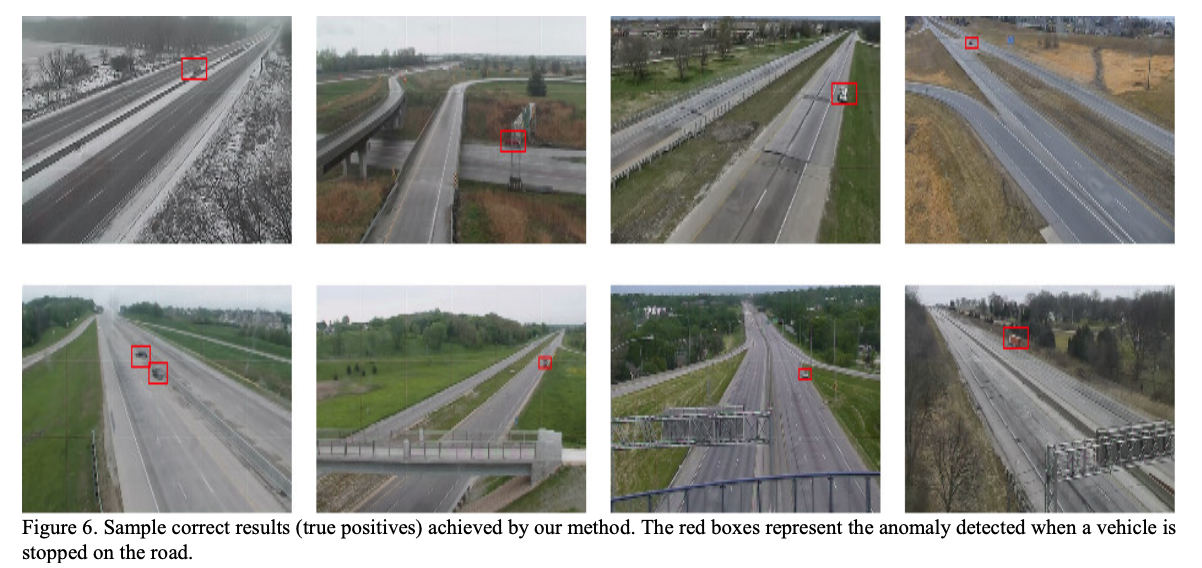 Figure 6. Sample correct results (true positives) achieved by our method. The red boxes represent the anomaly detected when a vehicle is
stopped on the road.